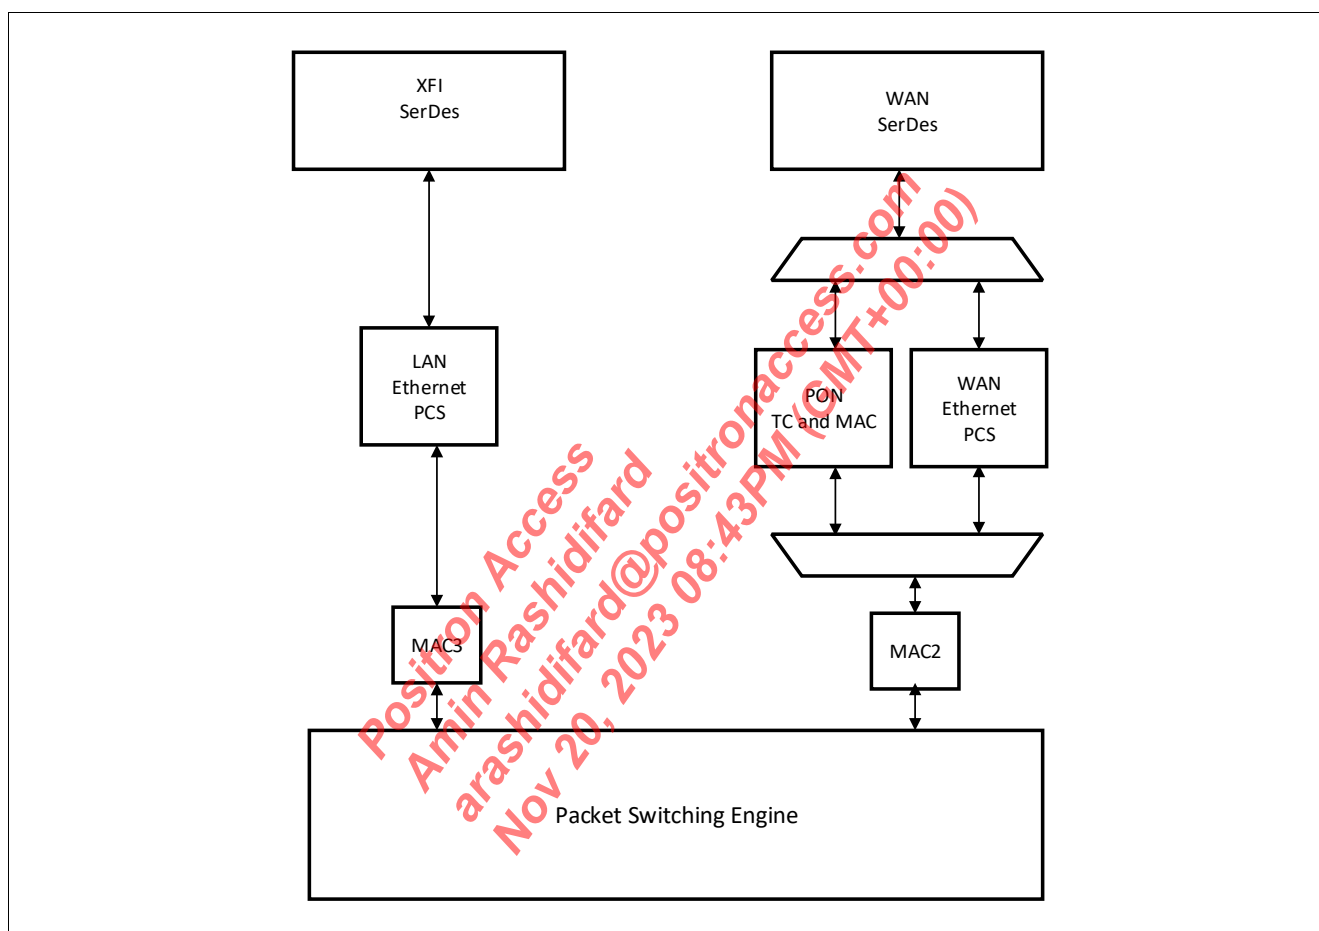 XFI
SerDes
WAN
SerDes
LAN
Ethernet
PCS
PON
TC and MAC
WAN
Ethernet
PCS
MAC3
MAC2
Packet Switching Engine
Positron Access
Amin Rashidifard
arashidifard@positronaccess.com
Nov 20, 2023 08:43PM (GMT+00:00)